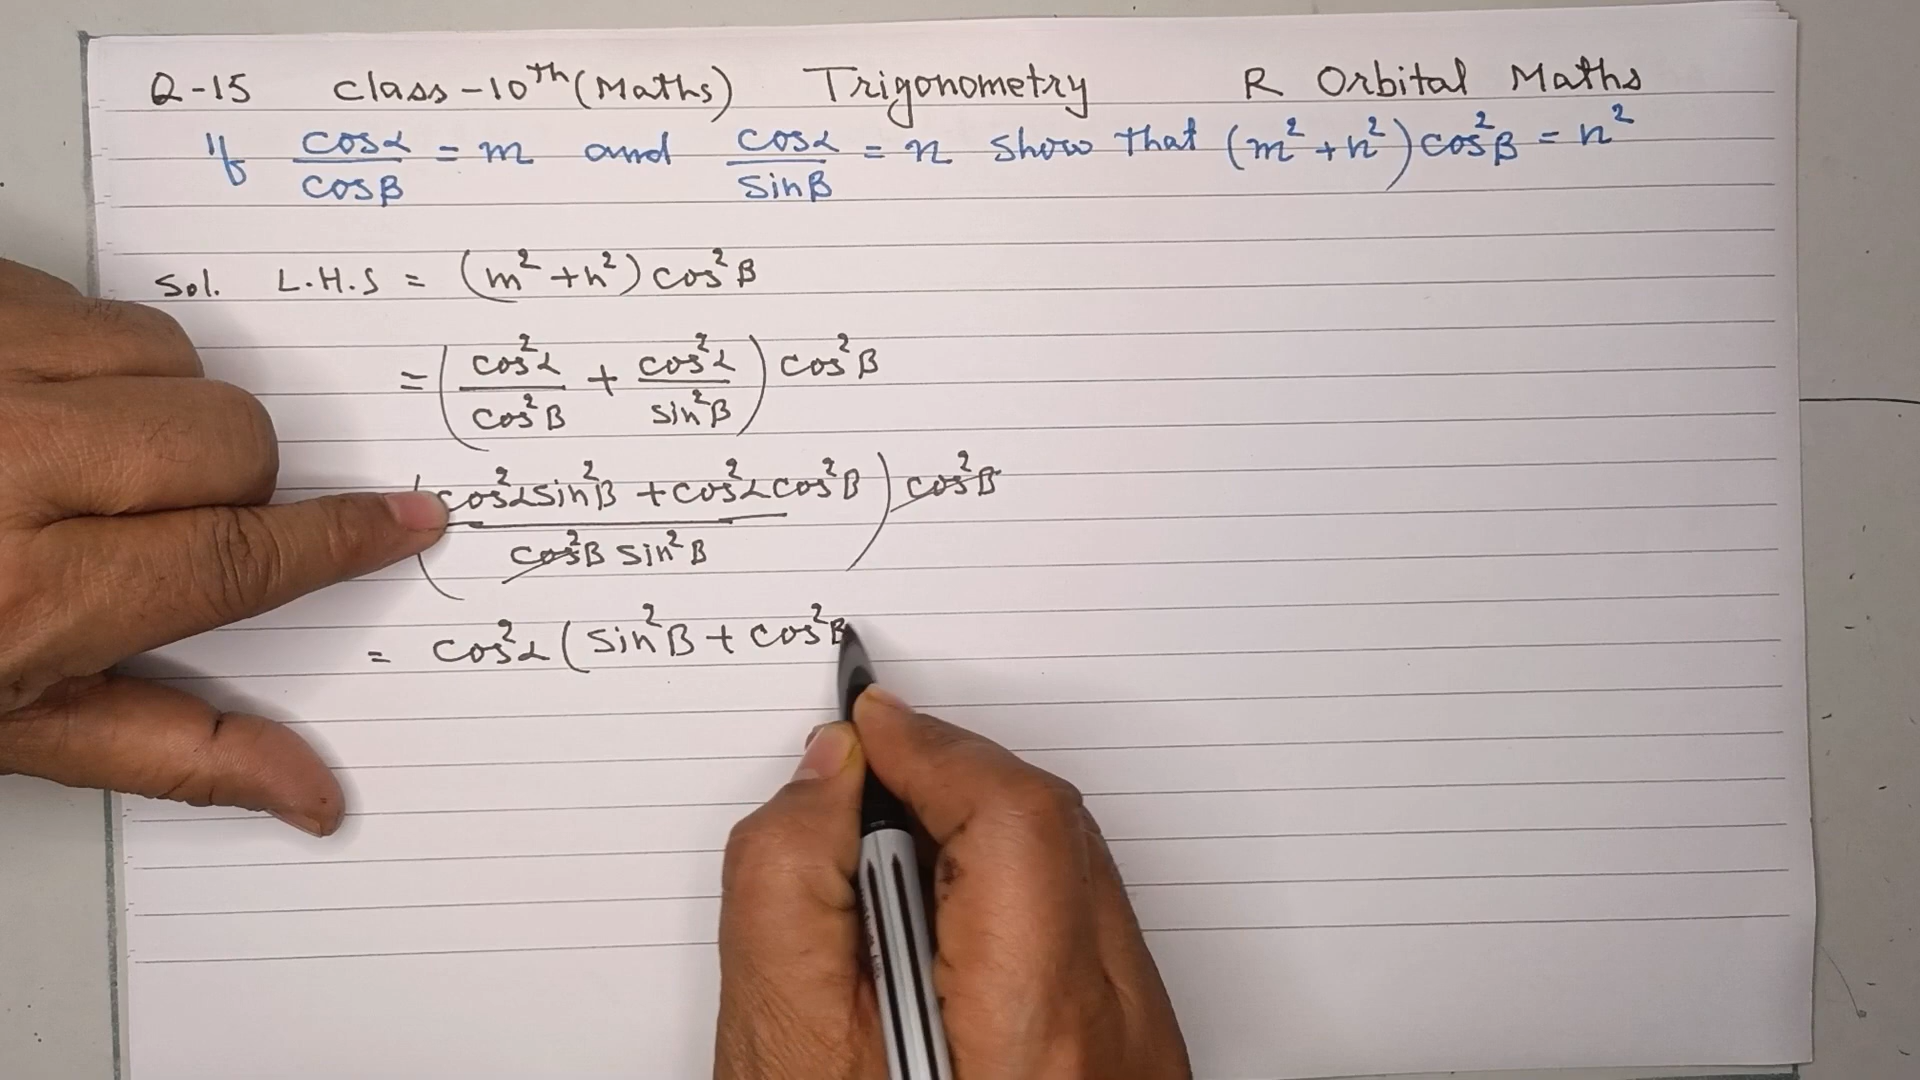 Q-15 class-10th (Maths) Trigonometry R Orbital Maths
If cosα/cosβ = m and cosα/sinβ = n show that (m² + n²) cos²β = n²
Sol. L.H.S = (m² + n²) cos²β
= (cos²α/cos²β + cos²α/sin²β) cos²β
(cos²α sin²β + cos²α cos²β / cos²β sin²β) cos²β
= cos²α (sin²β + cos²β